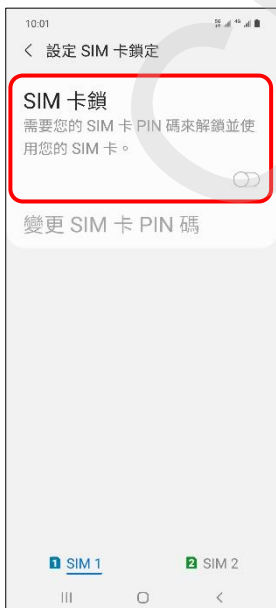 10:01
5G 4G
設定 SIM 卡鎖定
SIM 卡鎖
需要您的 SIM 卡 PIN 碼來解鎖並使
用您的 SIM 卡。
變更 SIM 卡 PIN 碼
1 SIM 1 2 SIM 2